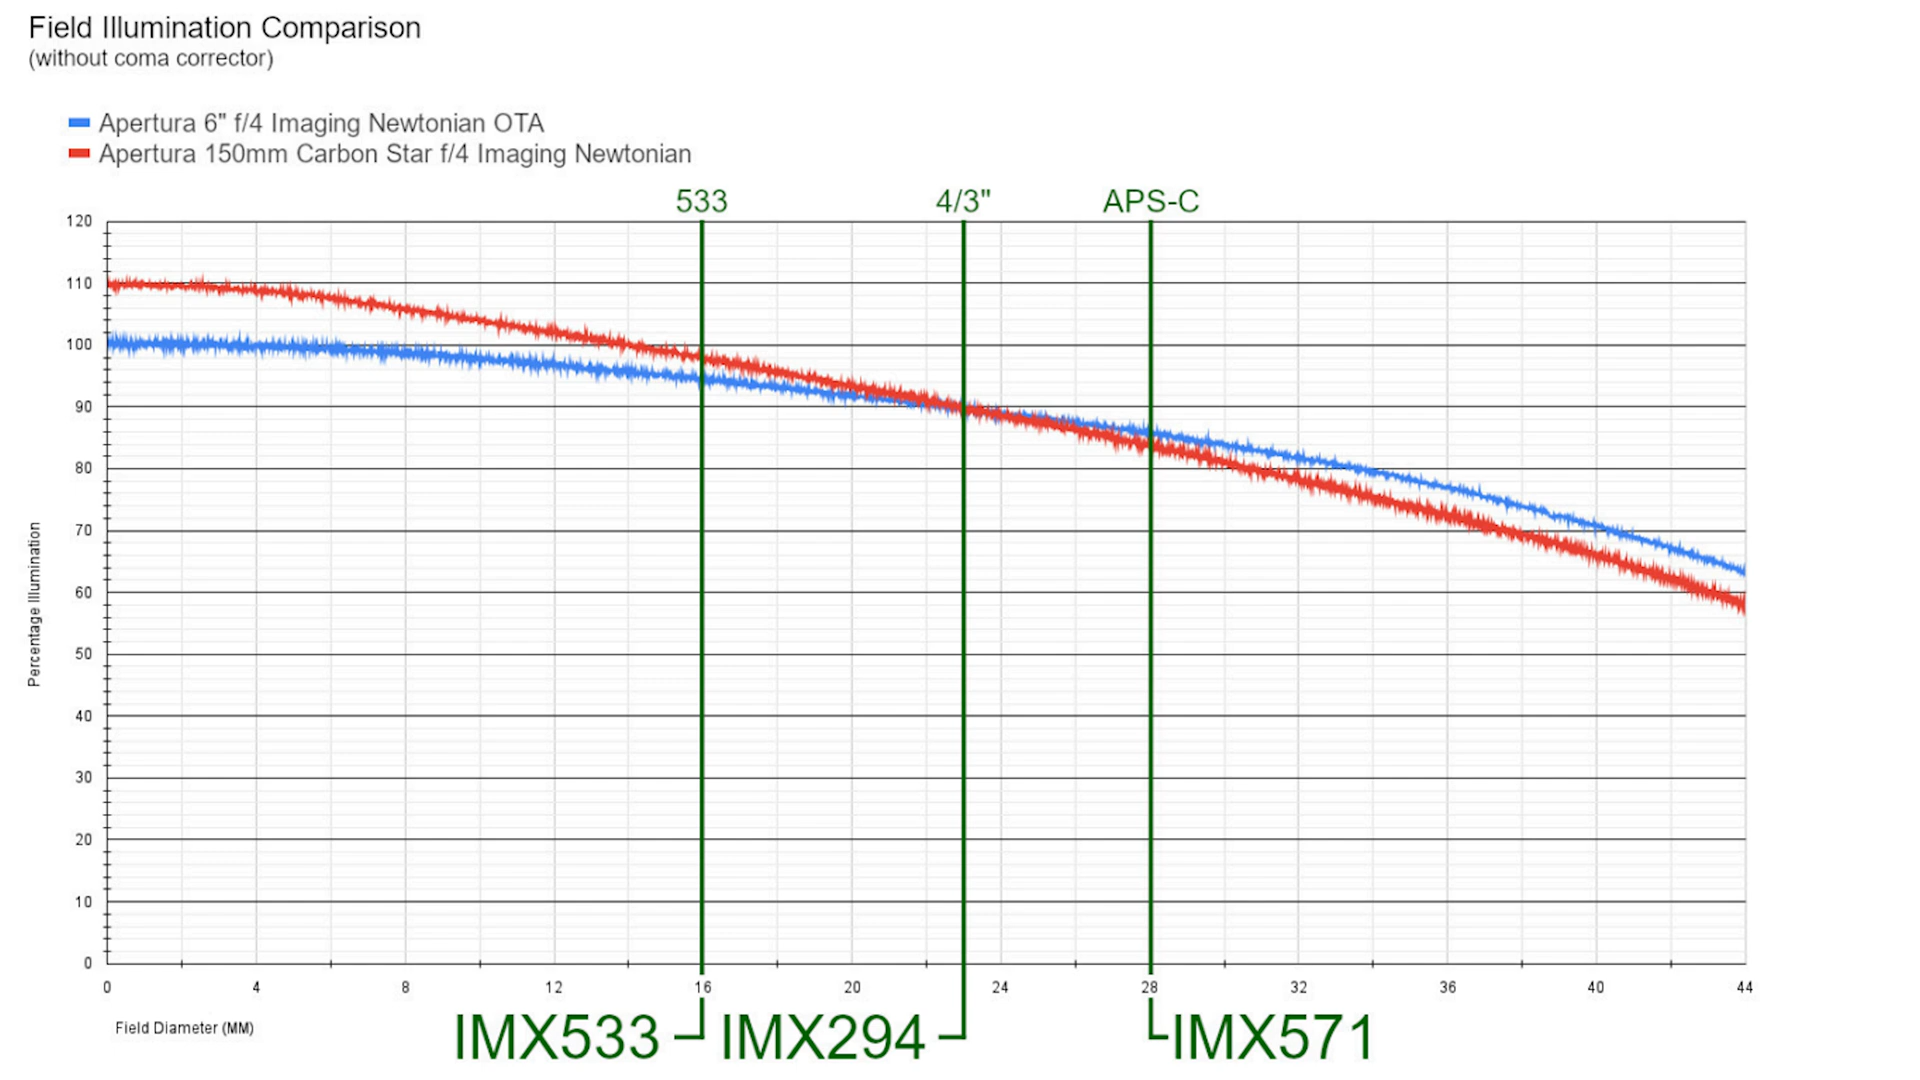 Field Illumination Comparison
(without coma corrector)
Apertura 6" f/4 Imaging Newtonian OTA
Apertura 150mm Carbon Star f/4 Imaging Newtonian
533 4/3" APS-C
120
110
100
90
80
70
60
50
40
30
20
10
0
Percentage Illumination
0 4 8 12 16 20 24 28 32 36 40 44
Field Diameter (MM)
IMX533 IMX294 IMX571